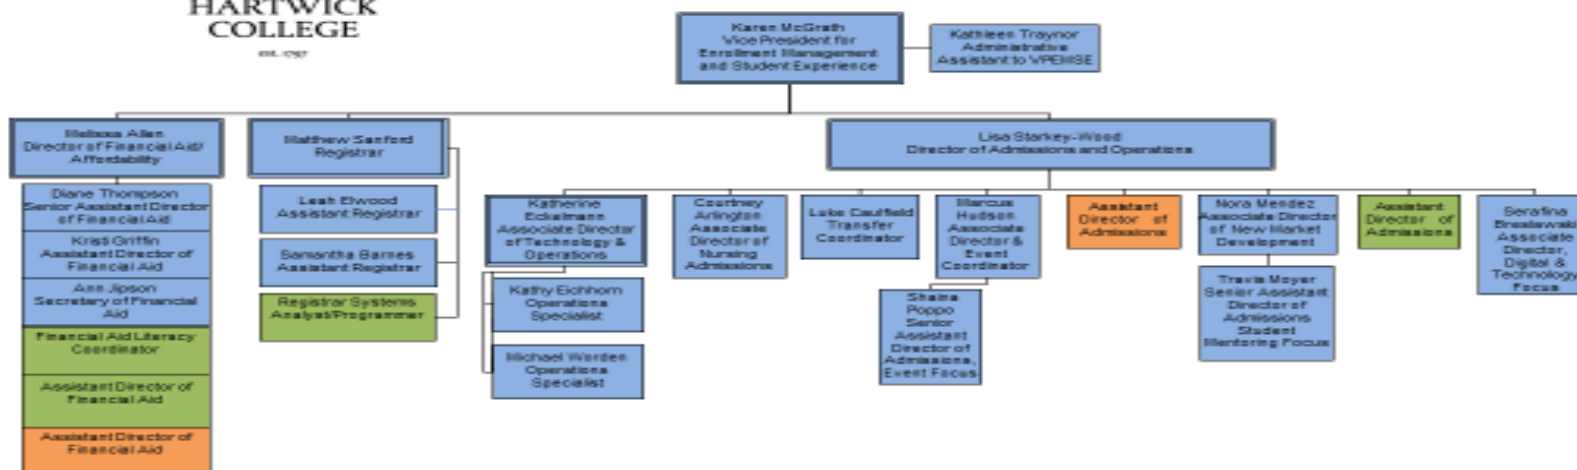 HARTWICK
COLLEGE
est. 1797
Karen McGrath
Vice President for
Enrollment Management
and Student Experience
Kathleen Traynor
Administrative
Assistant to VPEMSE
Melissa Allen
Director of Financial Aid/
Affordability
Matthew Sanford
Registrar
Lisa Starkey-Wood
Director of Admissions and Operations
Diane Thompson
Senior Assistant Director
of Financial Aid
Kristi Griffin
Assistant Director of
Financial Aid
Ann Jipson
Secretary of Financial
Aid
Financial Aid Literacy
Coordinator
Assistant Director of
Financial Aid
Assistant Director of
Financial Aid
Leah Elwood
Assistant Registrar
Samantha Barnes
Assistant Registrar
Registrar Systems
Analyst/Programmer
Katherine
Eckelmann
Associate Director
of Technology &
Operations
Kathy Eichhorn
Operations
Specialist
Michael Worden
Operations
Specialist
Courtney
Arlington
Associate
Director of
Nursing
Admissions
Luke Caulfield
Transfer
Coordinator
Marcus
Hudson
Associate
Director &
Event
Coordinator
Shaina
Poppo
Senior
Assistant
Director of
Admissions,
Event Focus
Assistant
Director of
Admissions
Nora Mendez
Associate Director
of New Market
Development
Travis Moyer
Senior Assistant
Director of
Admissions
Student
Mentoring Focus
Assistant
Director of
Admissions
Serafina
Breslawski
Associate
Director,
Digital &
Technology
Focus